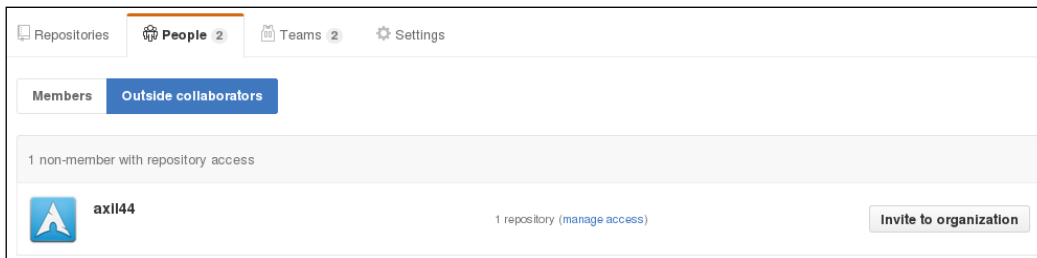 Repositories People 2 Teams 2 Settings
Members Outside collaborators
1 non-member with repository access
axil44
1 repository (manage access) Invite to organization